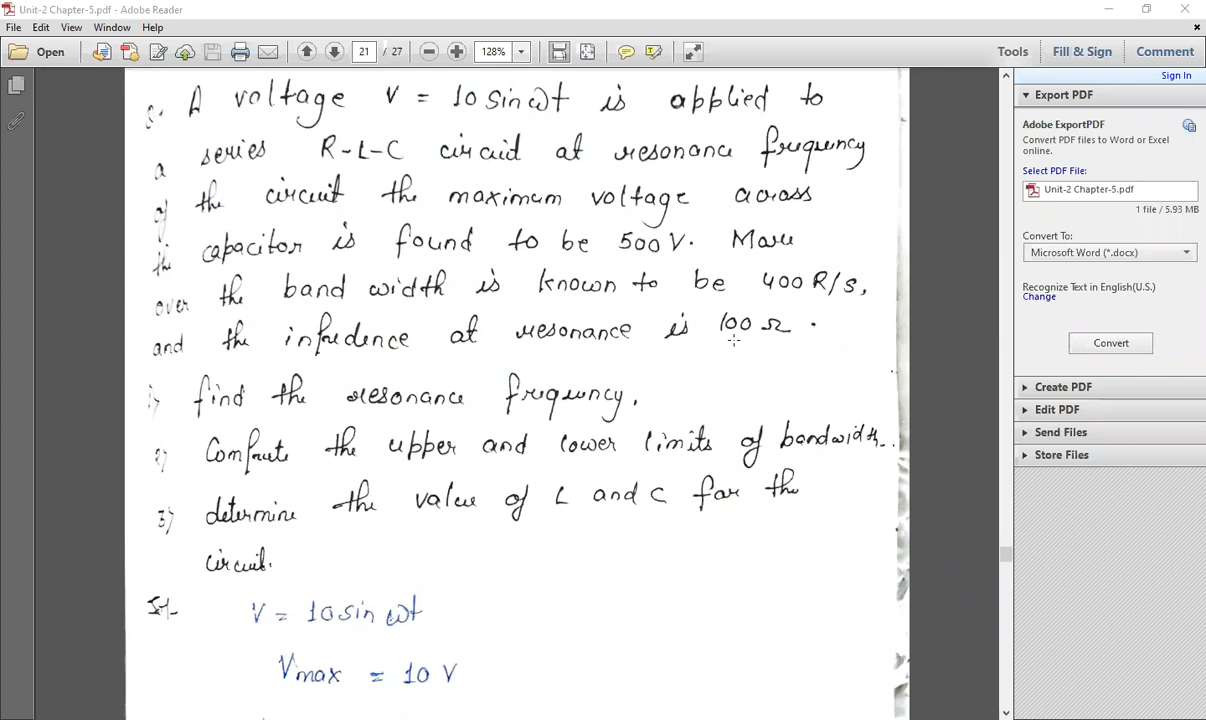 Unit-2 Chapter-5.pdf - Adobe Reader
File Edit View Window Help
Open 21 / 27 128% Tools Fill & Sign Comment
Sign In
Export PDF
Adobe ExportPDF
Convert PDF files to Word or Excel
online.
Select PDF File:
Unit-2 Chapter-5.pdf
1 file / 5.93 MB
Convert To:
Microsoft Word (*.docx)
Recognize Text in English(U.S.)
Change
Convert
Create PDF
Edit PDF
Send Files
Store Files
A voltage V = 10 sin ωt is applied to
a series R-L-C circuid at resonance frequency
of the circuit the maximum voltage across
the capacitor is found to be 500 V. More
over the band width is known to be 400 R/s,
and the impedence at resonance is 100 Ω .
1) find the resonance frequency.
2) Compute the upper and lower limits of bandwidth.
3) determine the value of L and C for the
circuit.
V = 10 sin ωt
Vmax = 10 V